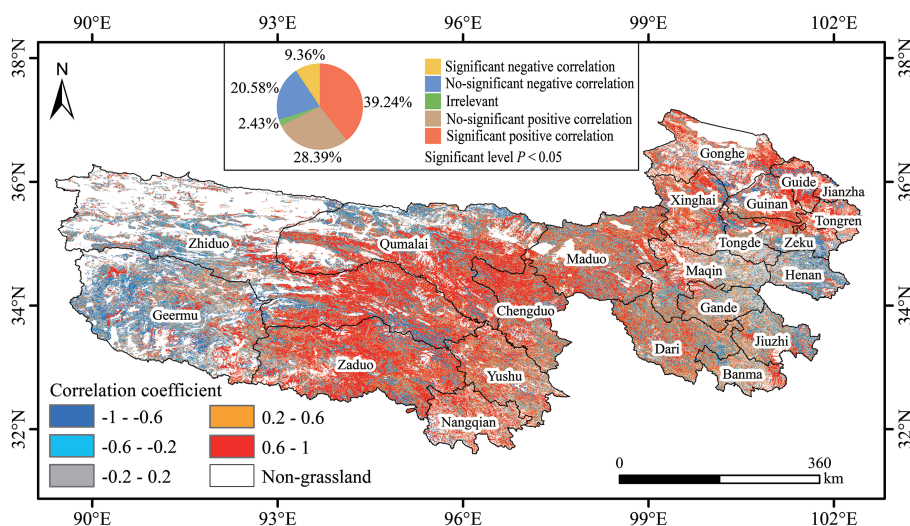 90°E 93°E 96°E 99°E 102°E
38°N 38°N
N
9.36%
20.58%
39.24%
2.43%
28.39%
Significant negative correlation
No-significant negative correlation
Irrelevant
No-significant positive correlation
Significant positive correlation
Significant level P < 0.05
Gonghe
36°N 36°N
Guide
Jianzha
Xinghai
Guinan
Tongren
Zhiduo
Qumalai
Tongde
Zeku
Maduo
Maqin
Henan
34°N 34°N
Geermu
Chengduo
Gande
Jiuzhi
Dari
Zaduo
Yushu
Banma
Nangqian
32°N 32°N
Correlation coefficient
-1 - -0.6
0.2 - 0.6
-0.6 - -0.2
0.6 - 1
-0.2 - 0.2
Non-grassland
0 360
km
90°E 93°E 96°E 99°E 102°E